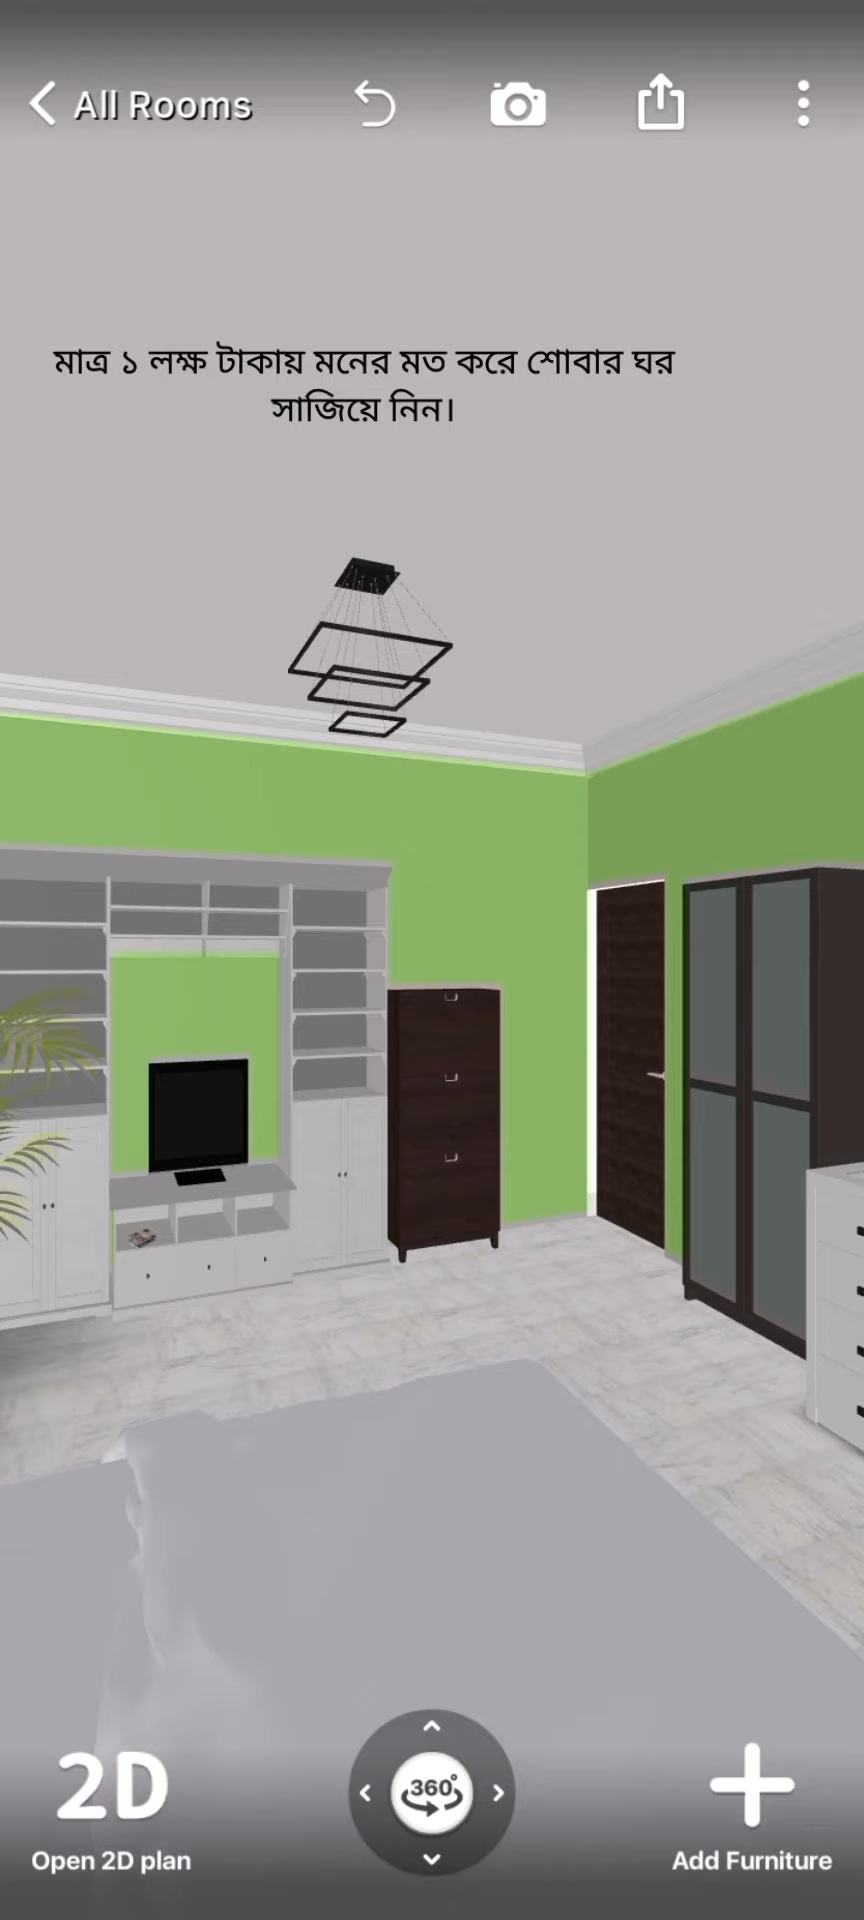 All Rooms
মাত্র ১ লক্ষ টাকায় মনের মত করে শোবার ঘর
সাজিয়ে নিন।
360°
2D
Open 2D plan
Add Furniture